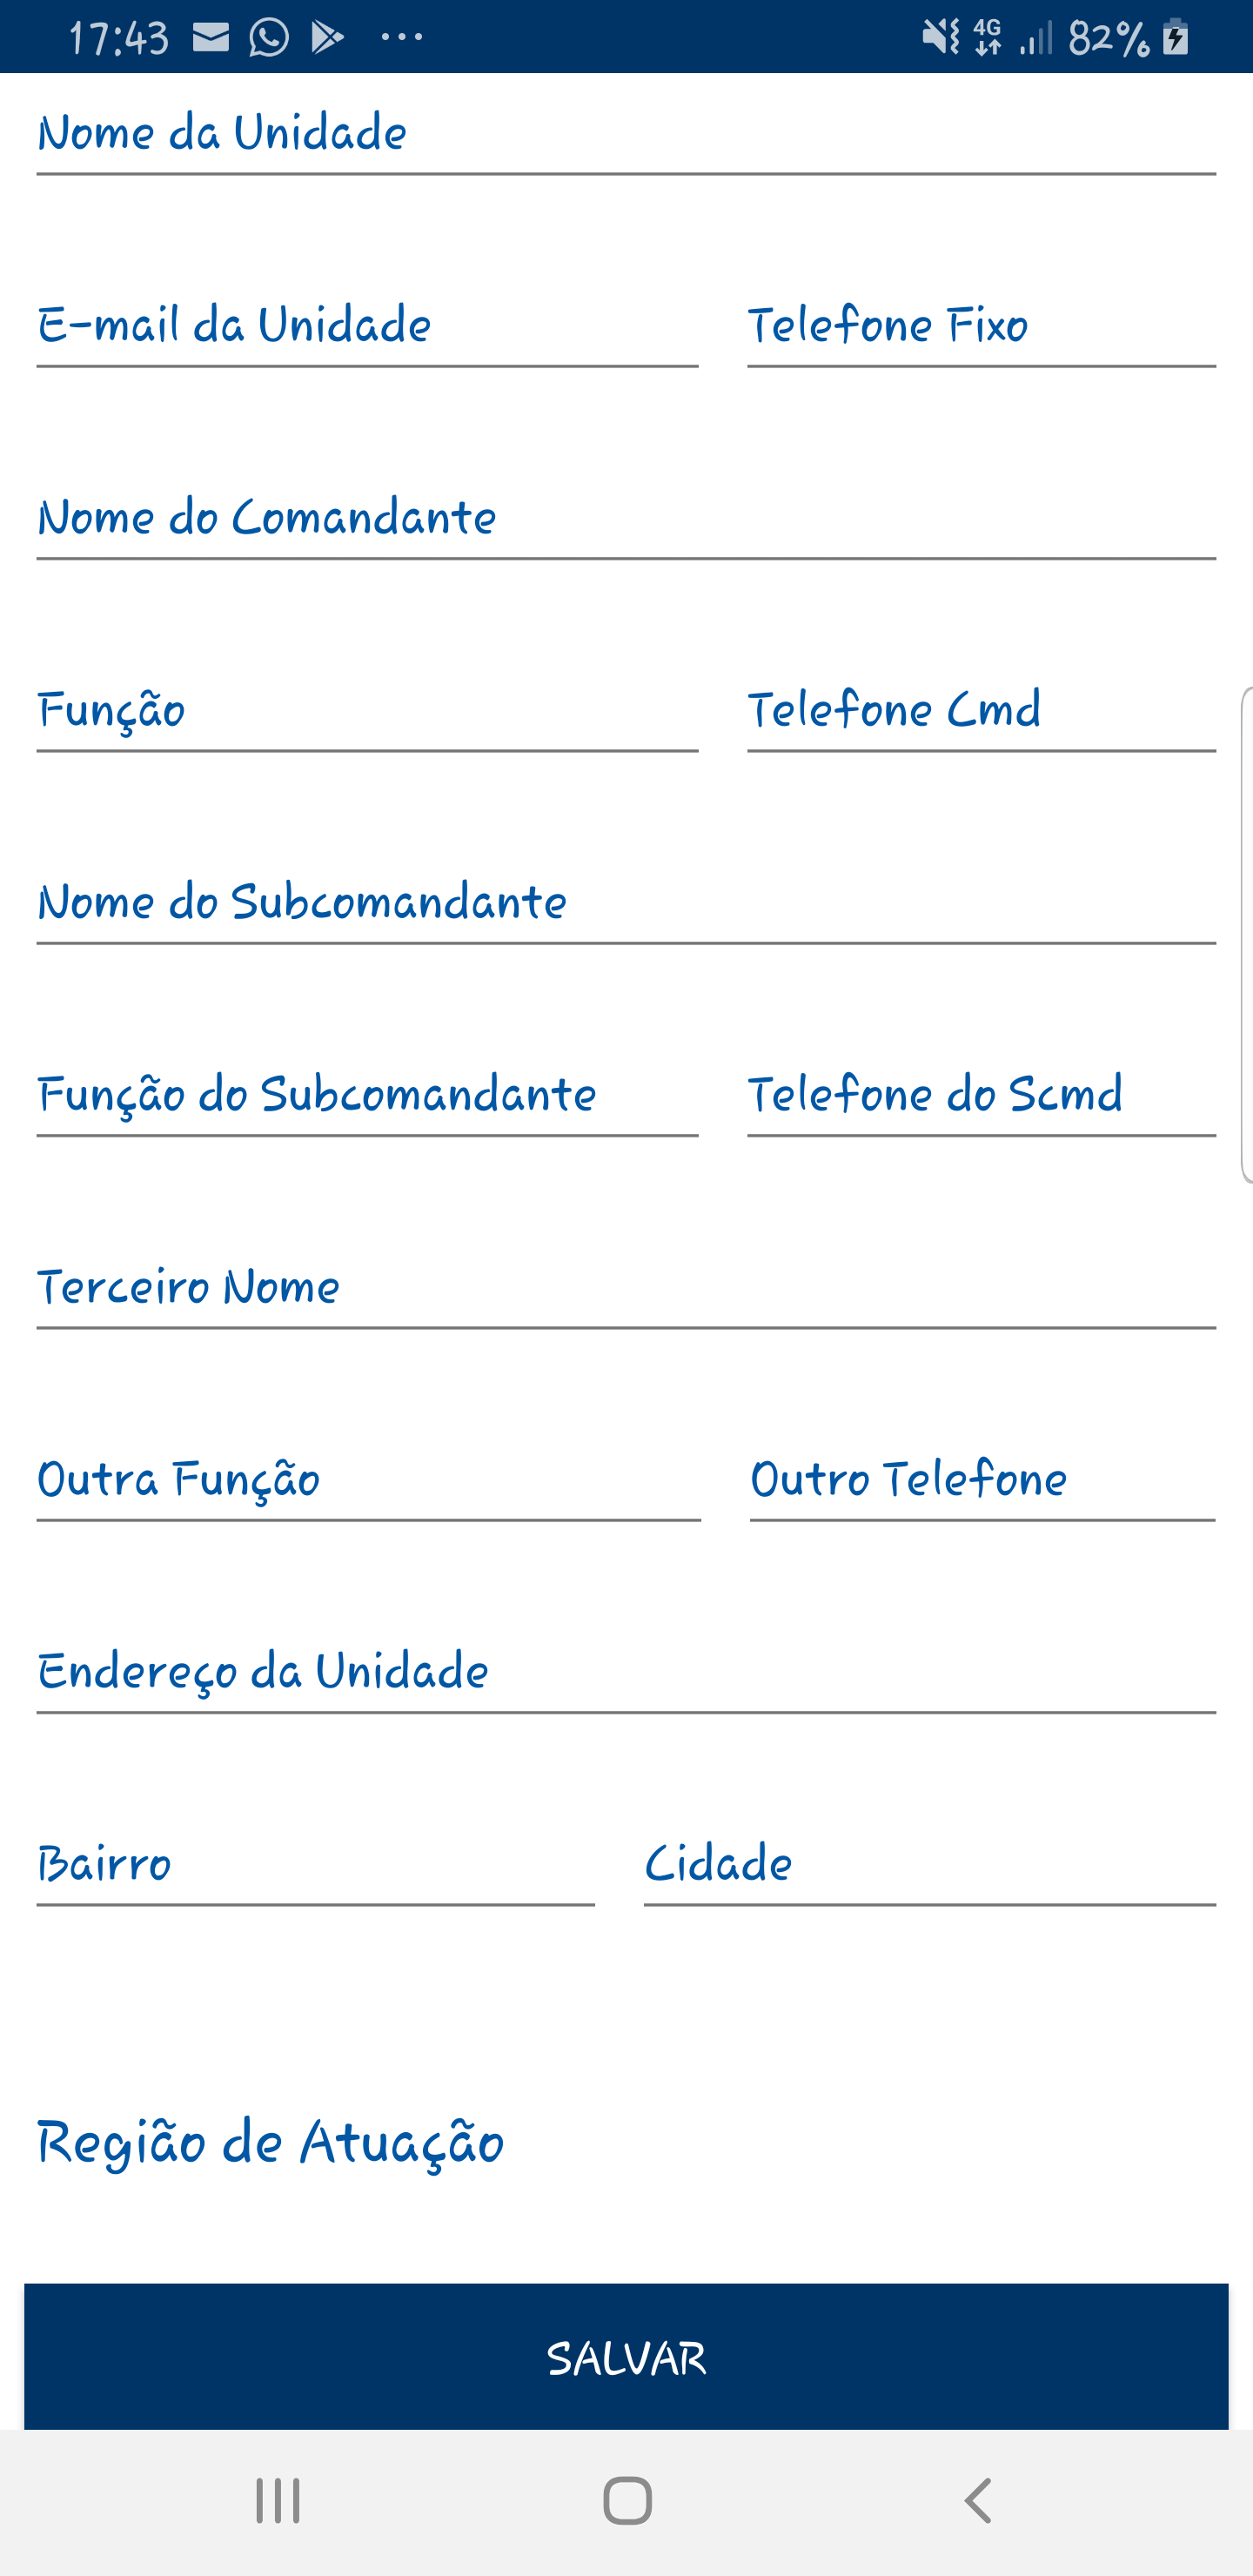 17:43 4G 82%
Nome da Unidade
E-mail da Unidade Telefone Fixo
Nome do Comandante
Função Telefone Cmd
Nome do Subcomandante
Função do Subcomandante Telefone do Scmd
Terceiro Nome
Outra Função Outro Telefone
Endereço da Unidade
Bairro Cidade
Região de Atuação
SALVAR